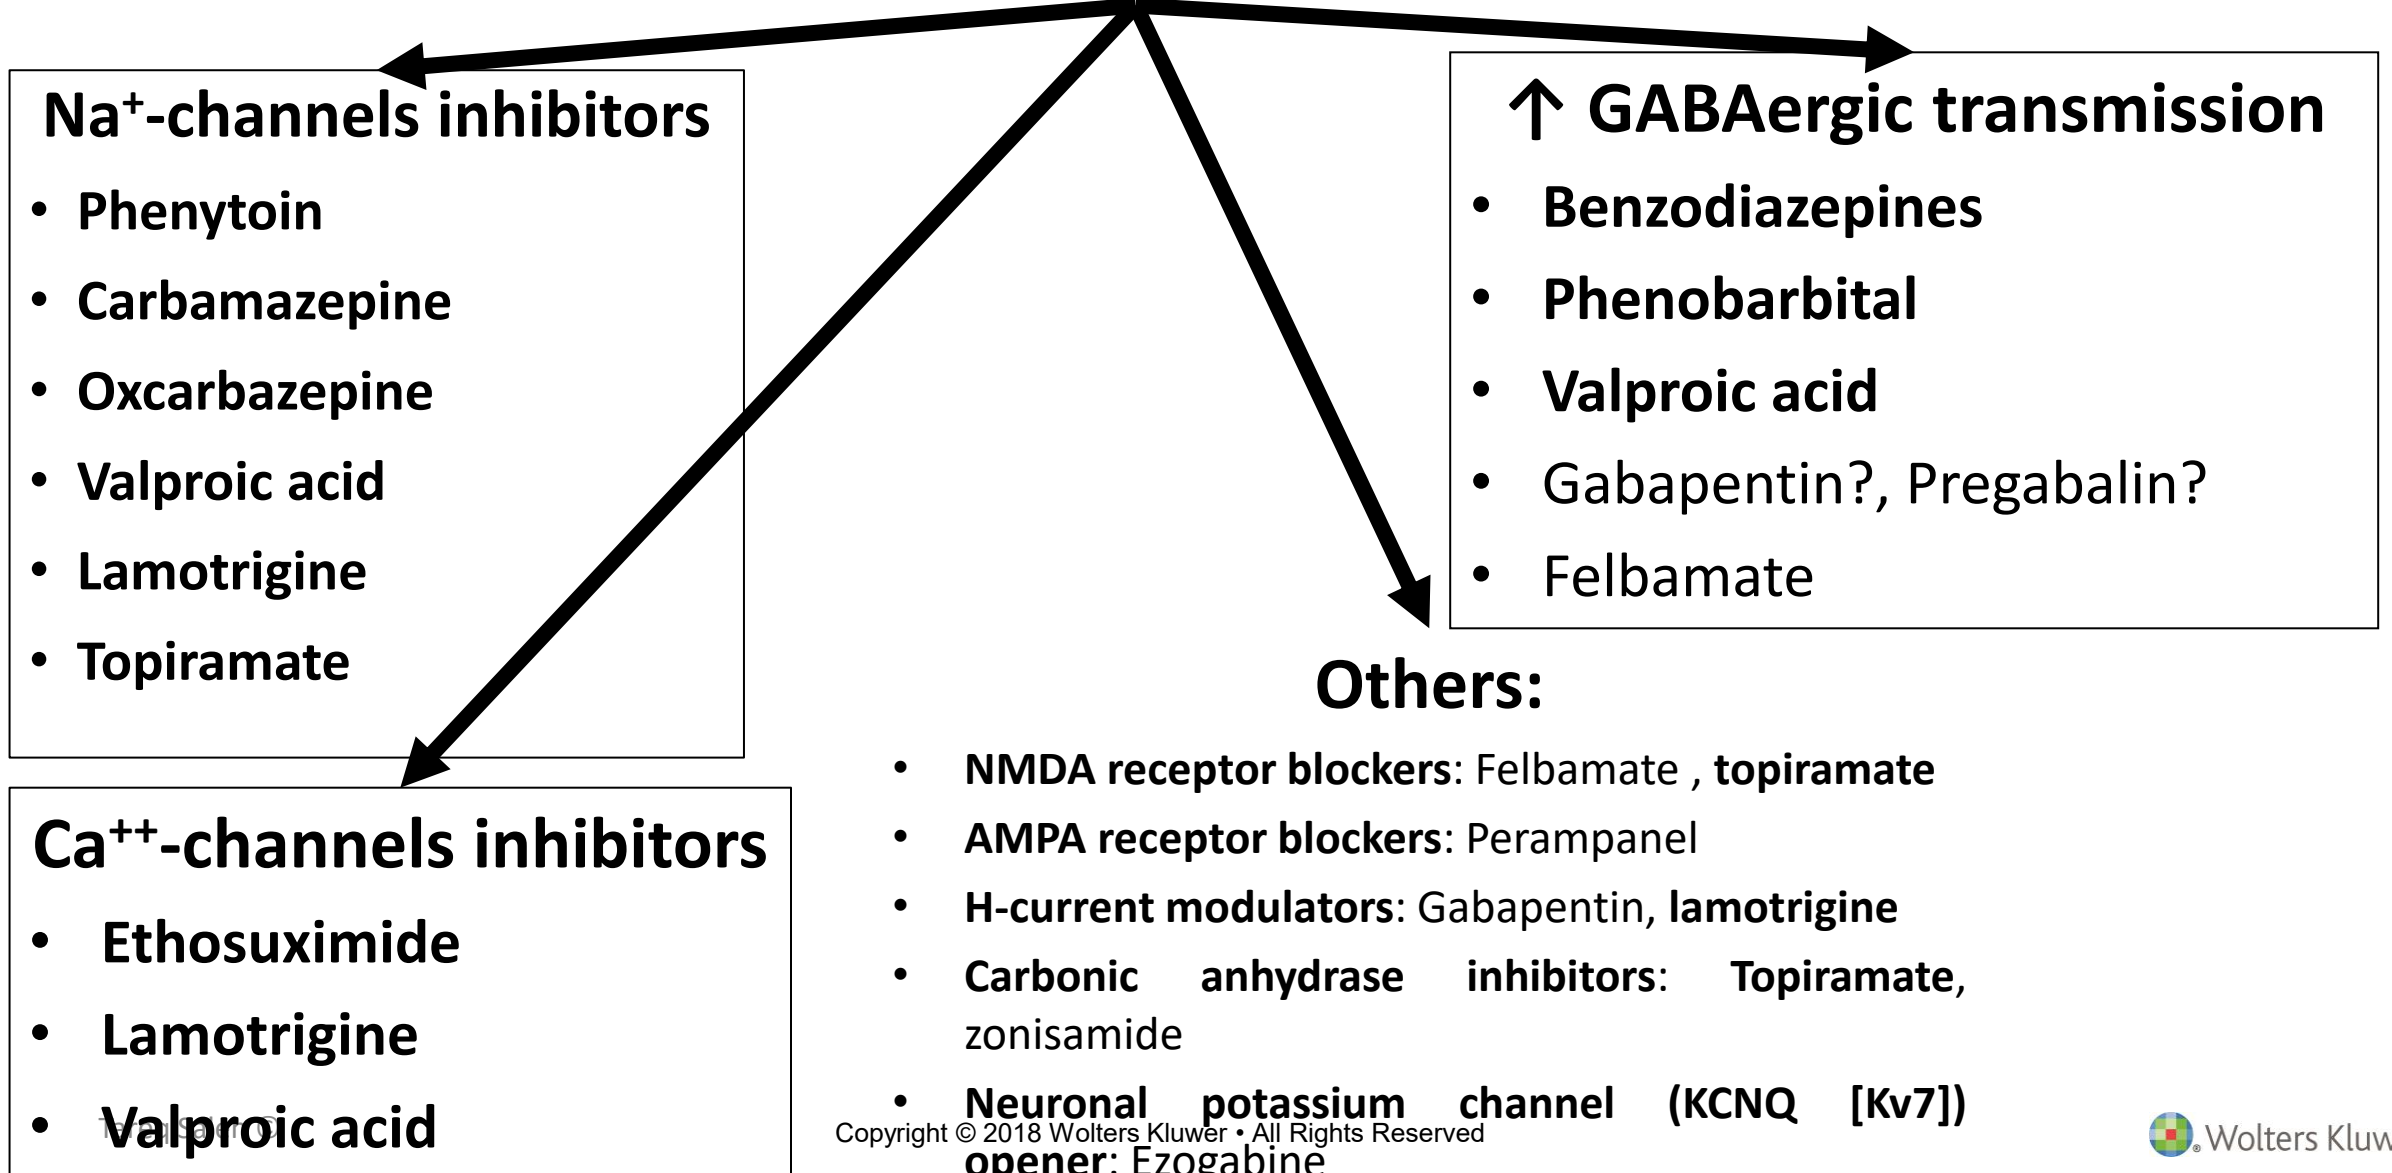 Na⁺-channels inhibitors
• Phenytoin
• Carbamazepine
• Oxcarbazepine
• Valproic acid
• Lamotrigine
• Topiramate
↑ GABAergic transmission
• Benzodiazepines
• Phenobarbital
• Valproic acid
• Gabapentin?, Pregabalin?
• Felbamate
Ca⁺⁺-channels inhibitors
• Ethosuximide
• Lamotrigine
• Valproic acid
Others:
• NMDA receptor blockers: Felbamate , topiramate
• AMPA receptor blockers: Perampanel
• H-current modulators: Gabapentin, lamotrigine
• Carbonic anhydrase inhibitors: Topiramate,
zonisamide
• Neuronal potassium channel (KCNQ [Kv7])
opener: Ezogabine
Copyright © 2018 Wolters Kluwer • All Rights Reserved
Wolters Kluw